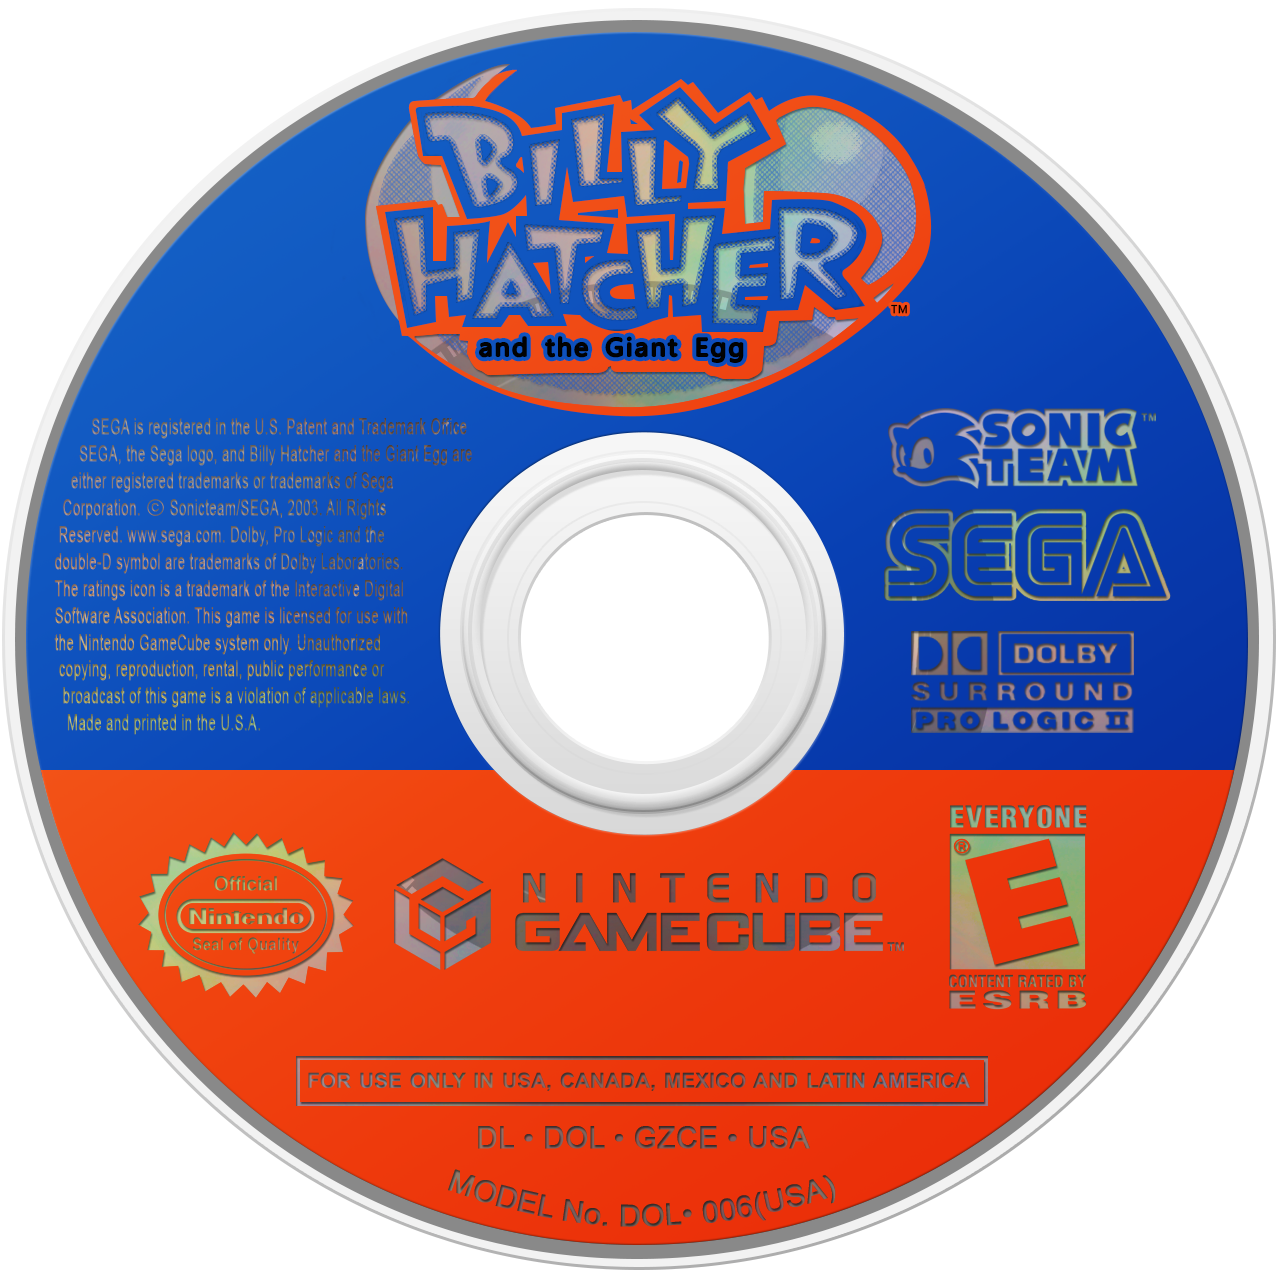 BILLY
HATCHER
™
and the Giant Egg
SEGA is registered in the U.S. Patent and Trademark Office
SEGA, the Sega logo, and Billy Hatcher and the Giant Egg are
either registered trademarks or trademarks of Sega
Corporation. © Sonicteam/SEGA, 2003. All Rights
Reserved. www.sega.com. Dolby, Pro Logic and the
double-D symbol are trademarks of Dolby Laboratories
The ratings icon is a trademark of the Interactive Digital
Software Association. This game is licensed for use with
the Nintendo GameCube system only. Unauthorized
copying, reproduction, rental, public performance or
broadcast of this game is a violation of applicable laws.
Made and printed in the U.S.A.
SONIC ™
TEAM
SEGA
DOLBY
SURROUND
PRO LOGIC II
Official
Nintendo
Seal of Quality
NINTENDO
GAMECUBE™
EVERYONE
®
E
CONTENT RATED BY
ESRB
FOR USE ONLY IN USA, CANADA, MEXICO AND LATIN AMERICA
DL • DOL • GZCE • USA
MODEL No. DOL• 006(USA)